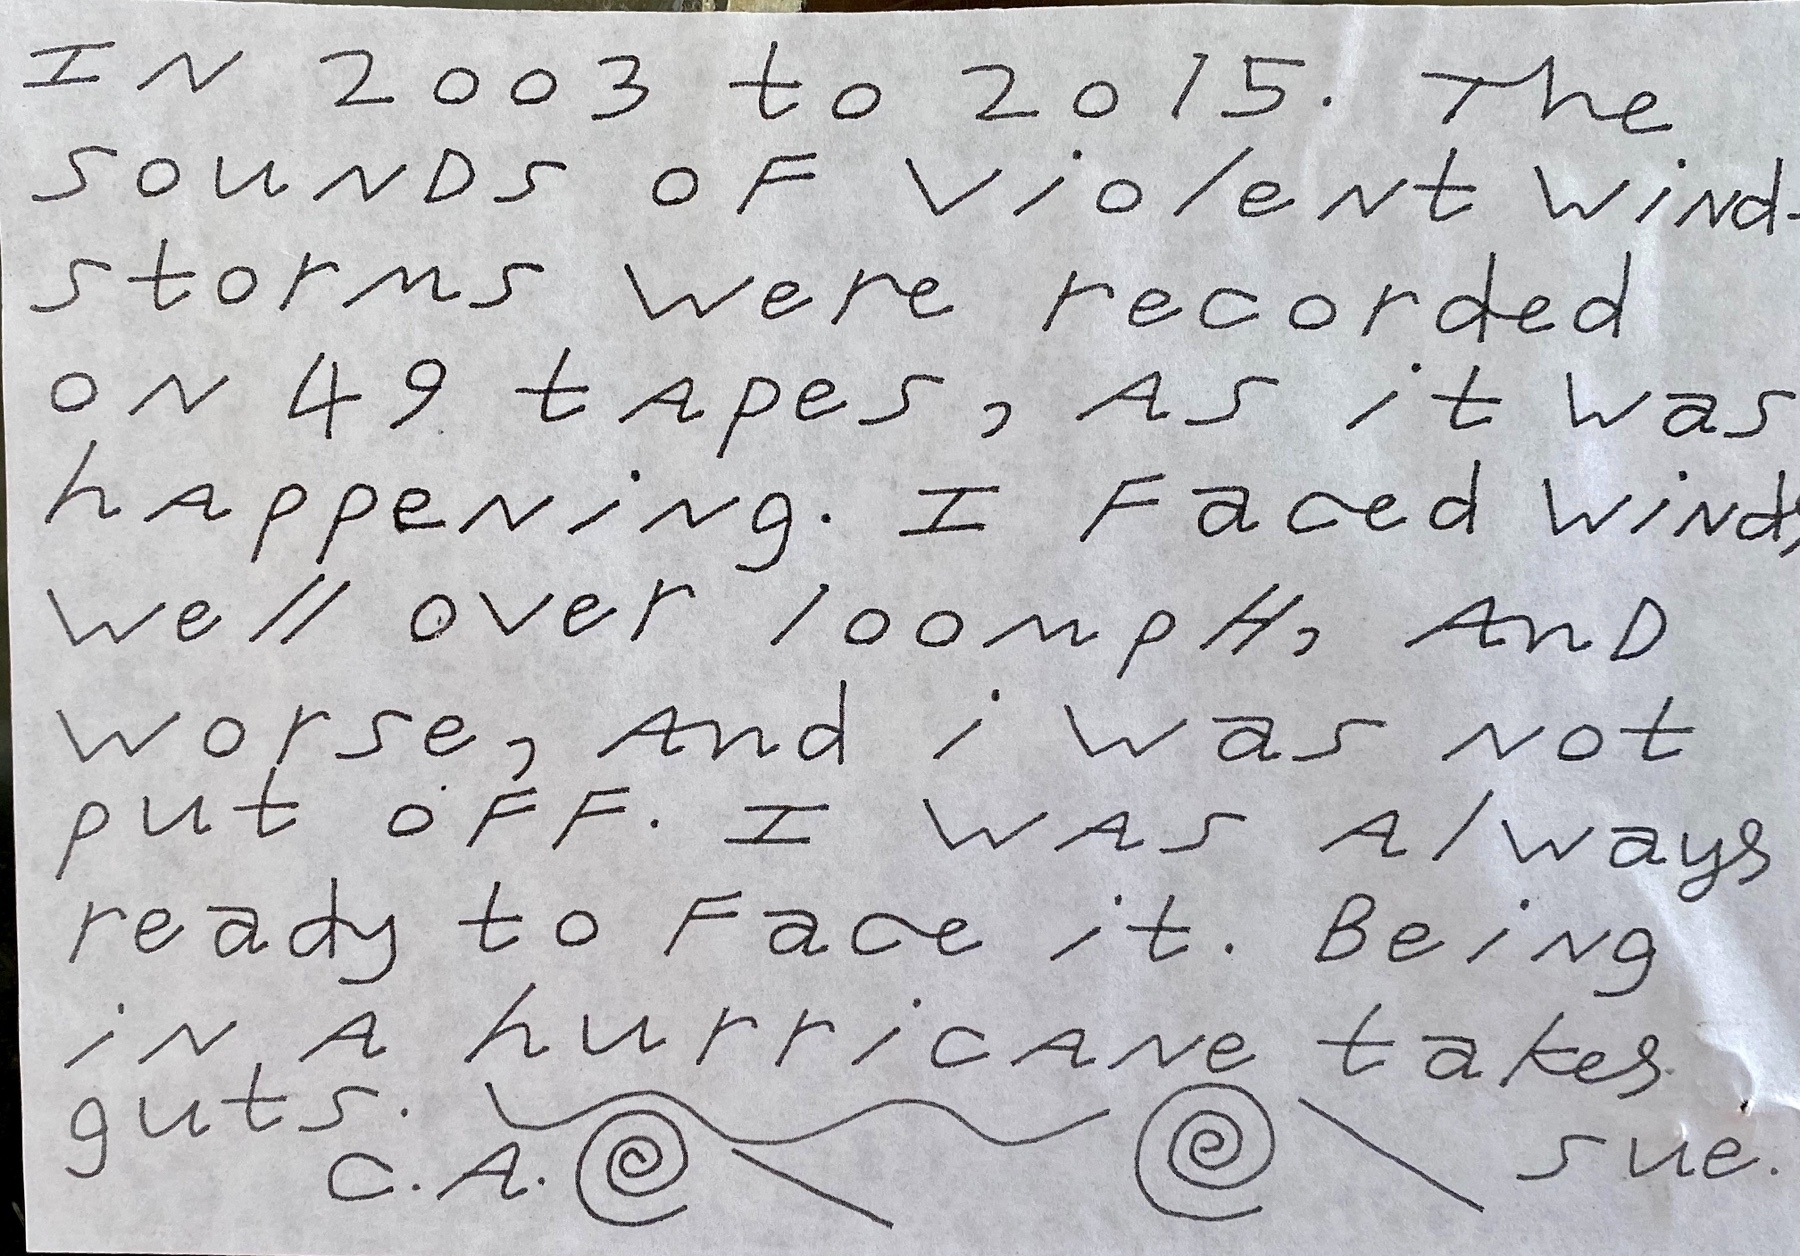 IN 2003 to 2015. The
SOUNDS OF Violent Wind-
storms were recorded
ON 49 tApes, AS it was
hAppeNiNg. I Faced WiNds
well over 100mpH, AnD
worse, And i was Not
put oFF. I WAS Always
ready to Face it. BeiNg
iN A hurricANe takes
guts.
C.A. sue.